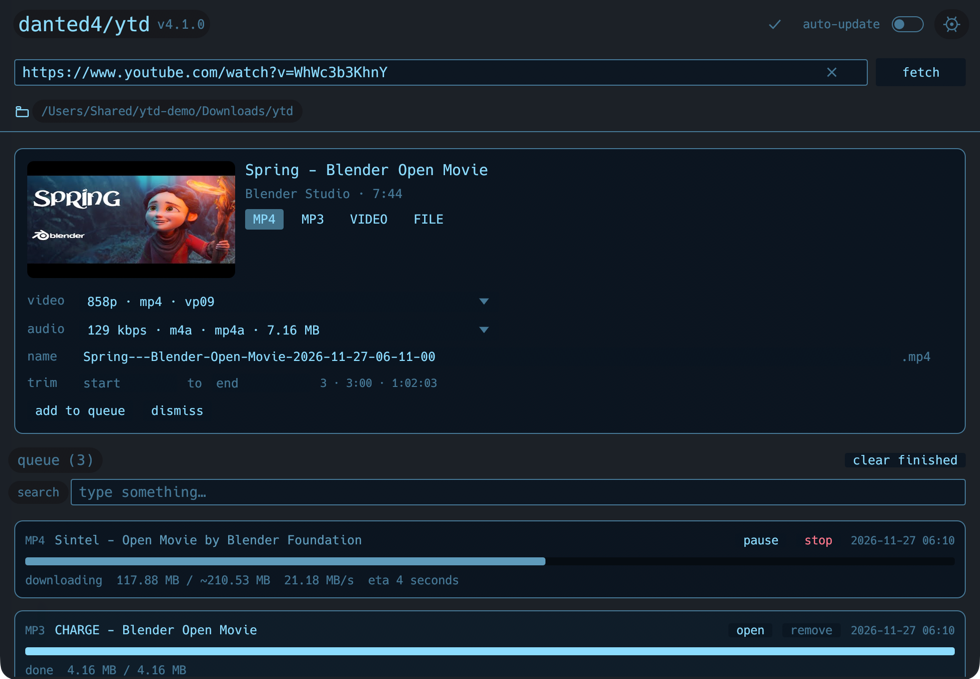 danted4/ytd v4.1.0 auto-update
https://www.youtube.com/watch?v=WhWc3b3KhnY fetch
/Users/Shared/ytd-demo/Downloads/ytd
SPRING
blender
Spring - Blender Open Movie
Blender Studio · 7:44
MP4 MP3 VIDEO FILE
video 858p · mp4 · vp09
audio 129 kbps · m4a · mp4a · 7.16 MB
name Spring---Blender-Open-Movie-2026-11-27-06-11-00 .mp4
trim start to end 3 · 3:00 · 1:02:03
add to queue dismiss
queue (3) clear finished
search type something…
MP4 Sintel - Open Movie by Blender Foundation pause stop 2026-11-27 06:10
downloading 117.88 MB / ~210.53 MB 21.18 MB/s eta 4 seconds
MP3 CHARGE - Blender Open Movie open remove 2026-11-27 06:10
done 4.16 MB / 4.16 MB